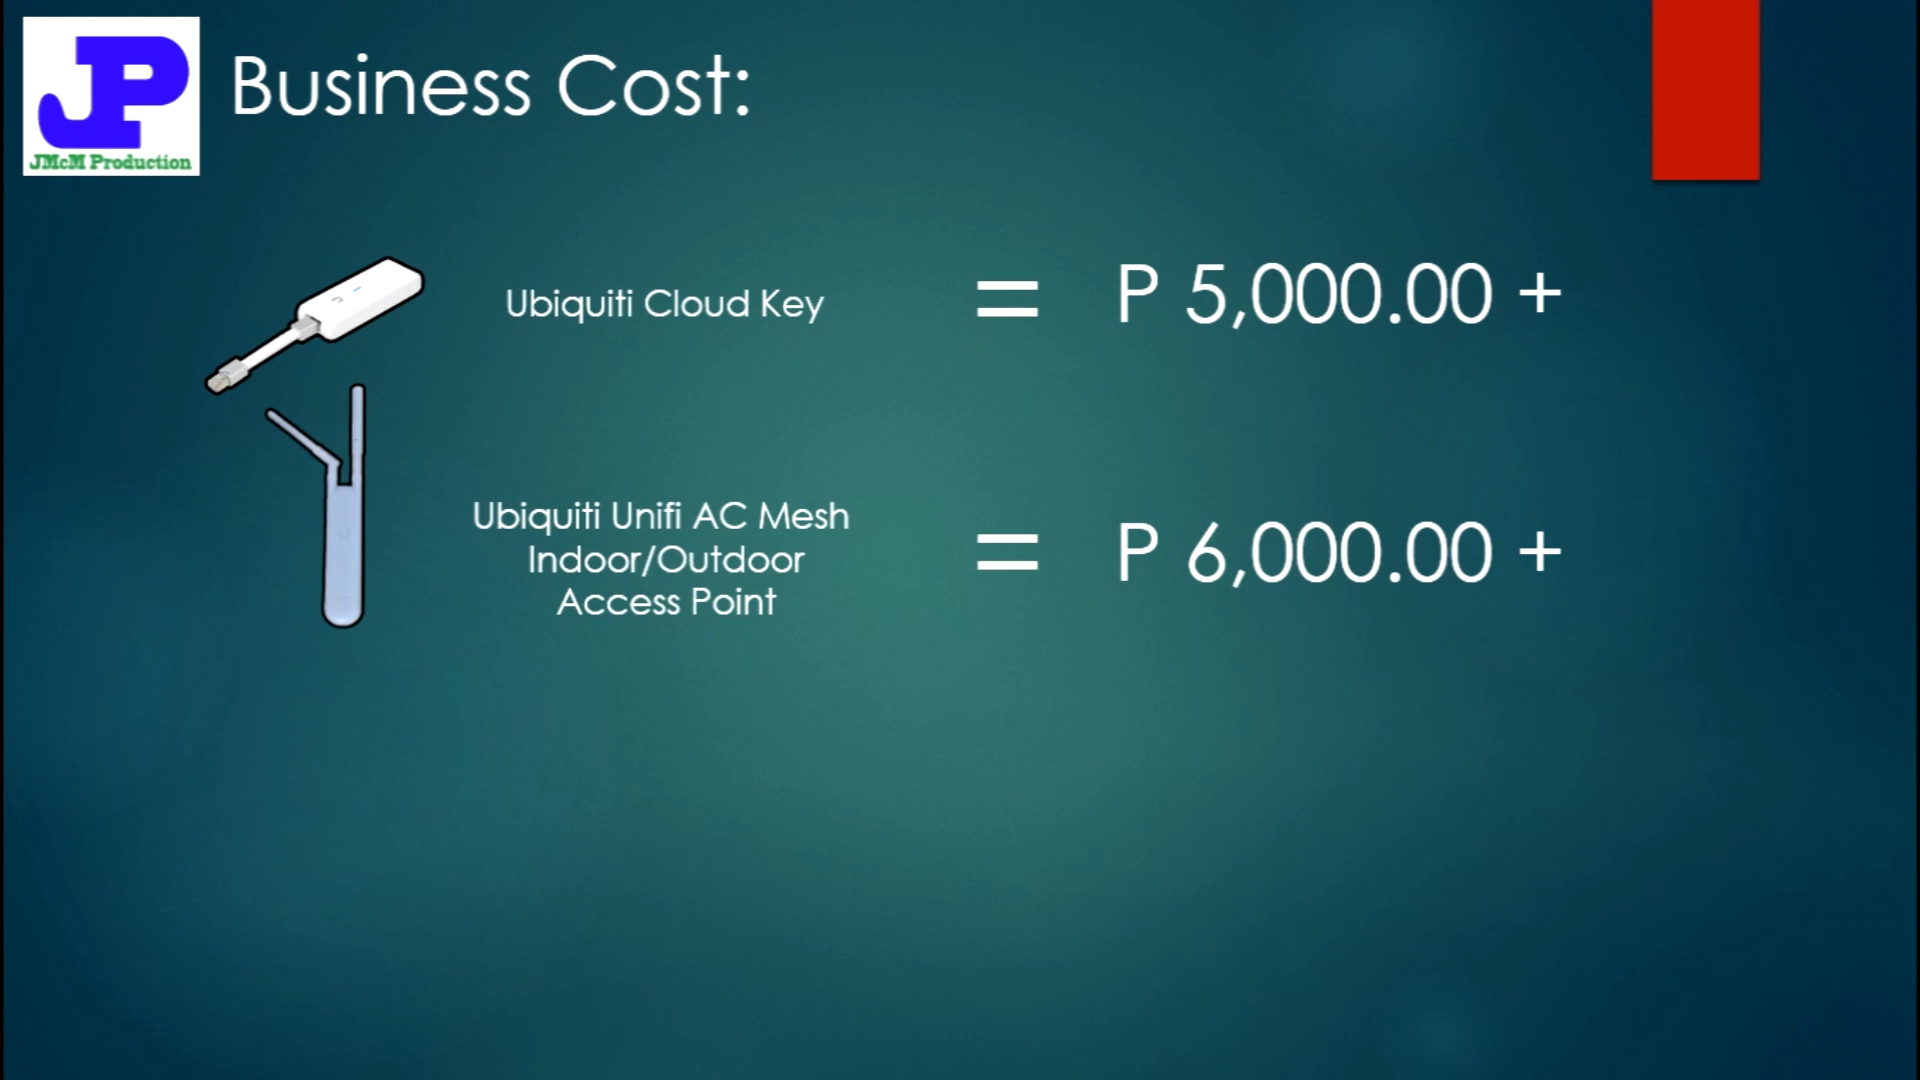 JP
JMcM Production
Business Cost:
Ubiquiti Cloud Key = P 5,000.00 +
Ubiquiti Unifi AC Mesh
Indoor/Outdoor = P 6,000.00 +
Access Point